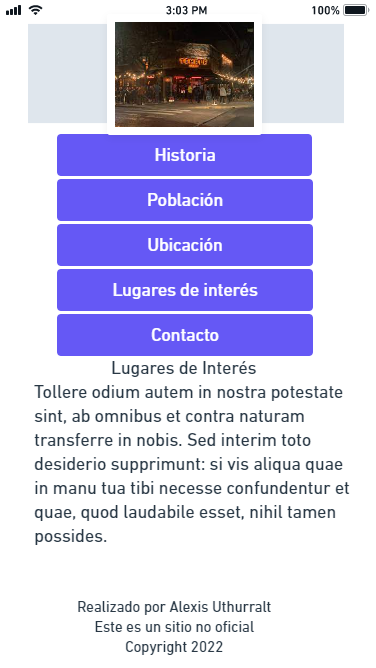 3:03 PM
100%
Historia
Población
Ubicación
Lugares de interés
Contacto
Lugares de Interés
Tollere odium autem in nostra potestate
sint, ab omnibus et contra naturam
transferre in nobis. Sed interim toto
desiderio supprimunt: si vis aliqua quae
in manu tua tibi necesse confundentur et
quae, quod laudabile esset, nihil tamen
possides.
Realizado por Alexis Uthurralt
Este es un sitio no oficial
Copyright 2022